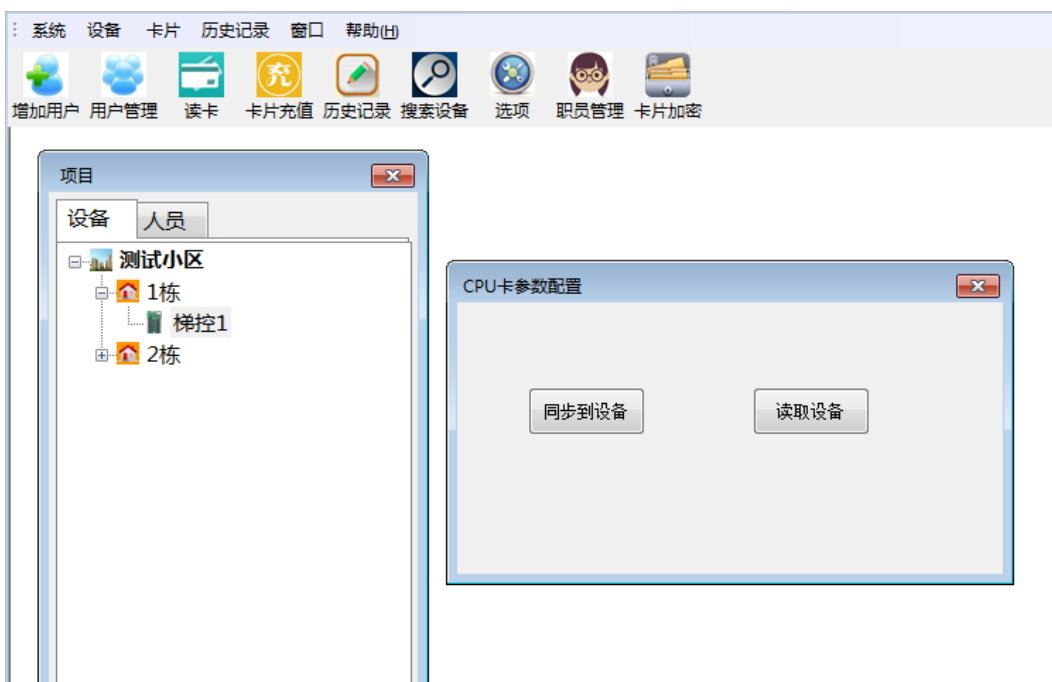 系统 设备 卡片 历史记录 窗口 帮助(H)
充
增加用户 用户管理 读卡 卡片充值 历史记录 搜索设备 选项 职员管理 卡片加密
项目
设备 人员
测试小区
1栋
梯控1
2栋
CPU卡参数配置
同步到设备 读取设备